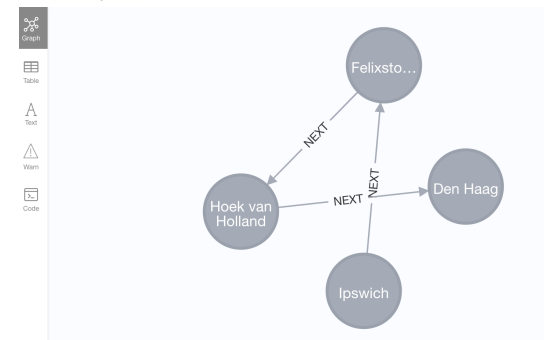 Graph
Table
Text
Warn
Code
Felixsto…
NEXT
NEXT
NEXT
Hoek van
Holland
Den Haag
Ipswich